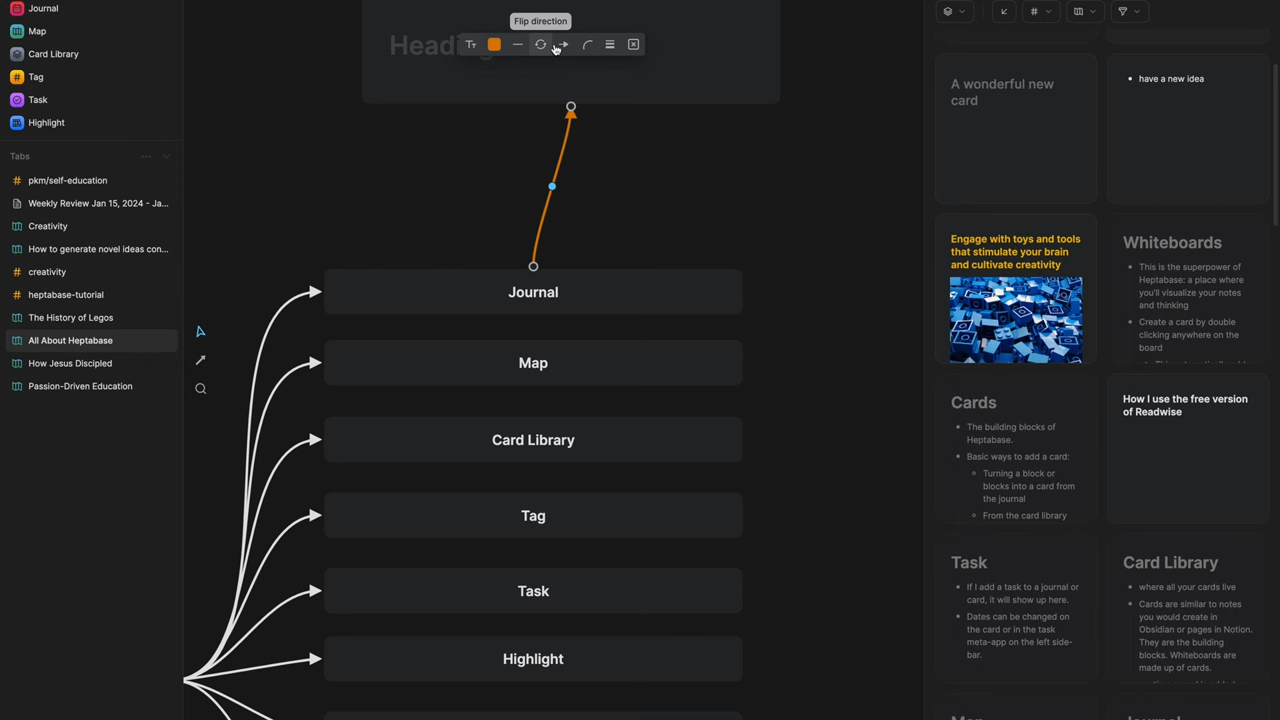 Journal
Map
Card Library
Tag
Task
Highlight
Tabs
pkm/self-education
Weekly Review Jan 15, 2024 - Ja...
Creativity
How to generate novel ideas con...
creativity
heptabase-tutorial
The History of Legos
All About Heptabase
How Jesus Discipled
Passion-Driven Education
Flip direction
Journal
Map
Card Library
Tag
Task
Highlight
A wonderful new
card
have a new idea
Engage with toys and tools
that stimulate your brain
and cultivate creativity
Whiteboards
This is the superpower of
Heptabase: a place where
you'll visualize your notes
and thinking
Create a card by double
clicking anywhere on the
board
Cards
The building blocks of
Heptabase.
Basic ways to add a card:
Turning a block or
blocks into a card from
the journal
From the card library
How I use the free version
of Readwise
Task
If I add a task to a journal or
card, it will show up here.
Dates can be changed on
the card or in the task
meta-app on the left side-
bar.
Card Library
where all your cards live
Cards are similar to notes
you would create in
Obsidian or pages in Notion.
They are the building
blocks. Whiteboards are
made up of cards.